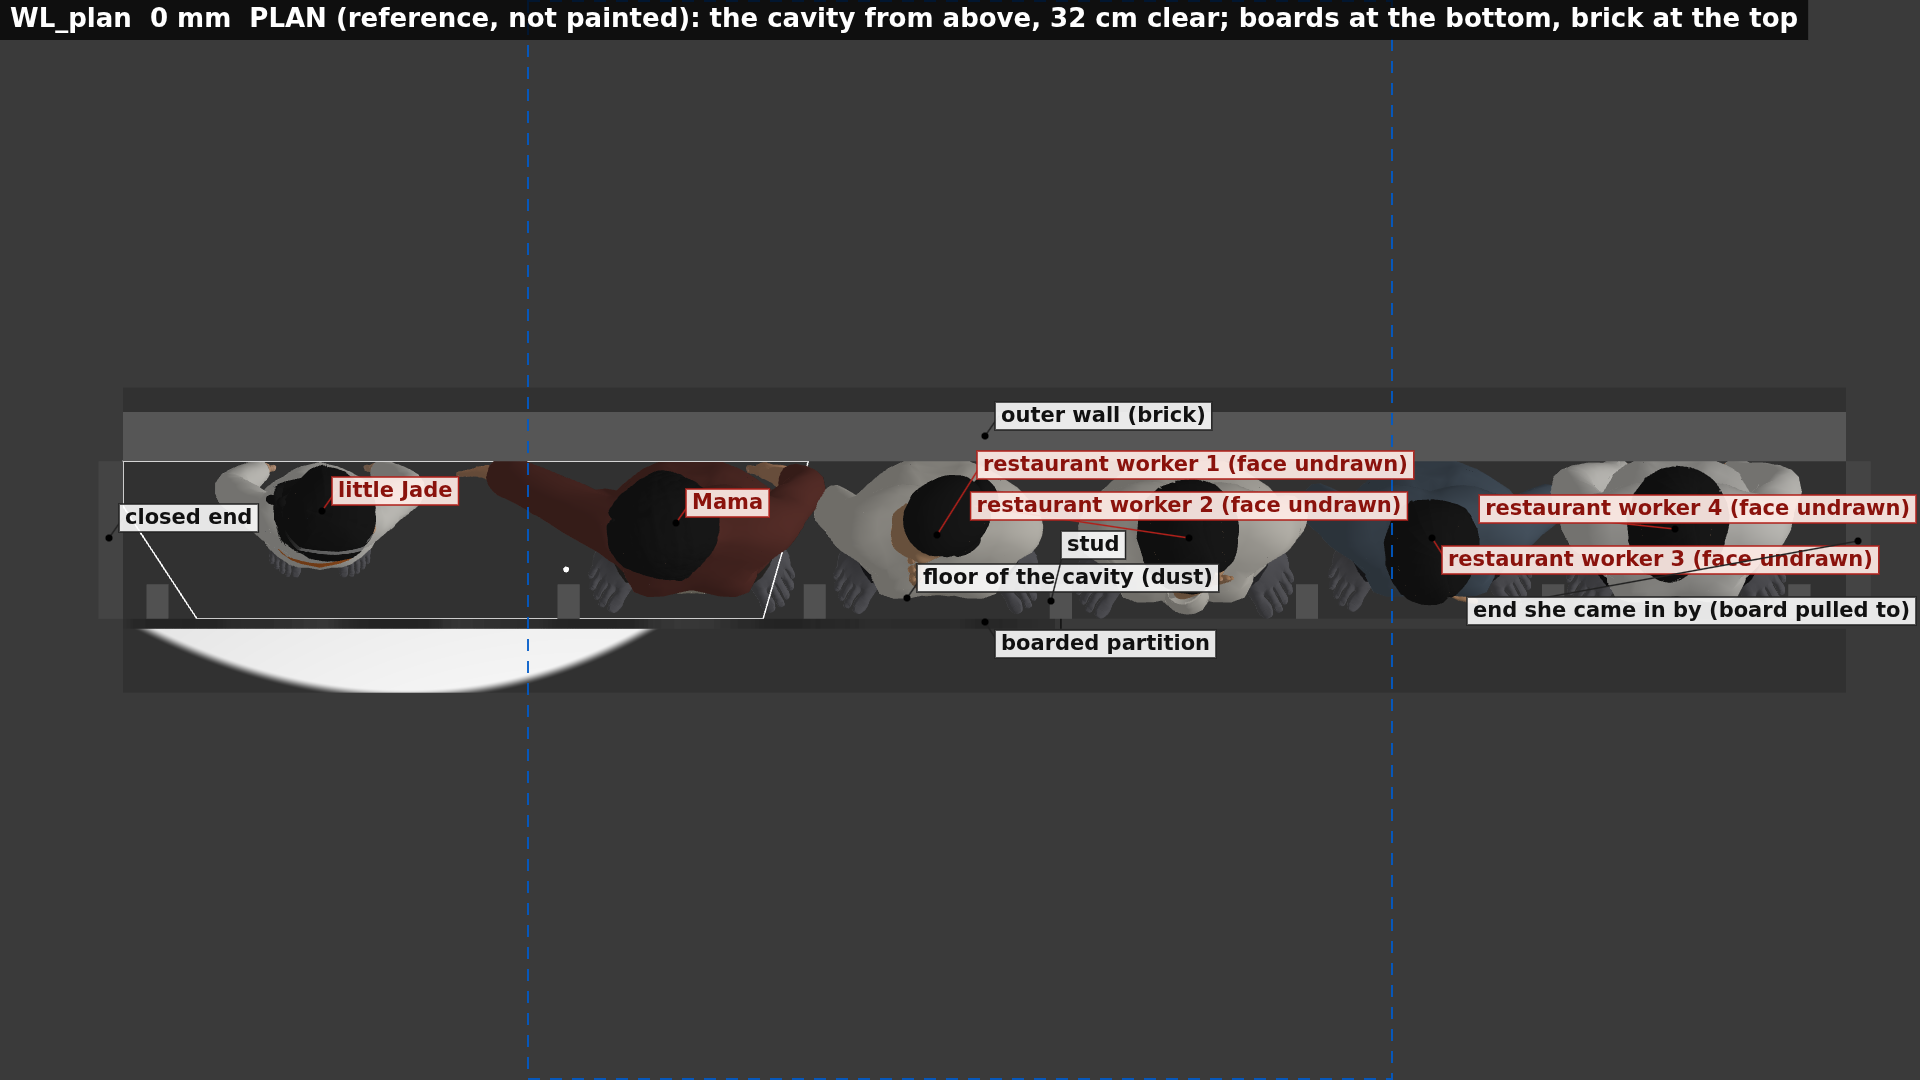 WL_plan  0 mm  PLAN (reference, not painted): the cavity from above, 32 cm clear; boards at the bottom, brick at the top
outer wall (brick)
restaurant worker 1 (face undrawn)
little Jade
Mama
restaurant worker 2 (face undrawn)
restaurant worker 4 (face undrawn)
closed end
stud
restaurant worker 3 (face undrawn)
floor of the cavity (dust)
end she came in by (board pulled to)
boarded partition